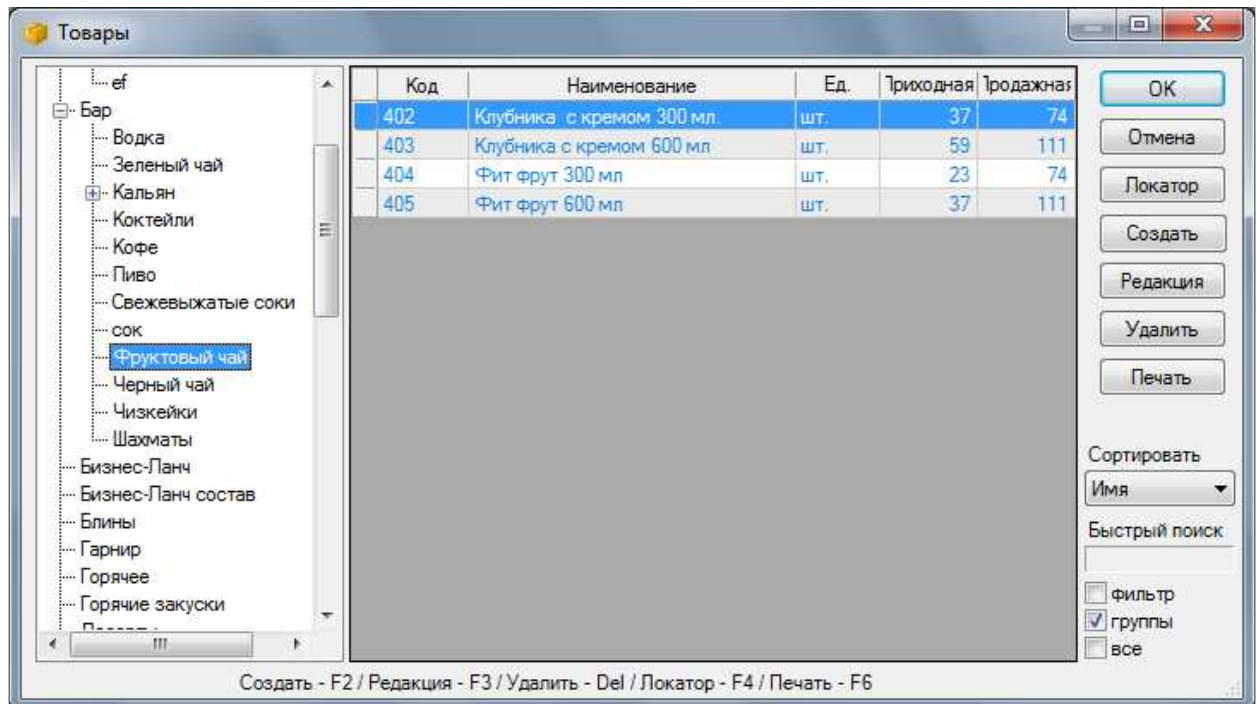 Товары
ef
Бар
Водка
Зеленый чай
Кальян
Коктейли
Кофе
Пиво
Свежевыжатые соки
сок
Фруктовый чай
Черный чай
Чизкейки
Шахматы
Бизнес-Ланч
Бизнес-Ланч состав
Блины
Гарнир
Горячее
Горячие закуски
Код Наименование Ед. Приходная Продажная
402 Клубника с кремом 300 мл. шт. 37 74
403 Клубника с кремом 600 мл шт. 59 111
404 Фит фрут 300 мл шт. 23 74
405 Фит фрут 600 мл шт. 37 111
OK
Отмена
Локатор
Создать
Редакция
Удалить
Печать
Сортировать
Имя
Быстрый поиск
фильтр
группы
все
Создать - F2 / Редакция - F3 / Удалить - Del / Локатор - F4 / Печать - F6